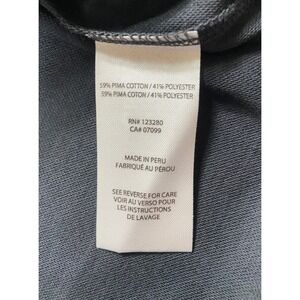 59% PIMA COTTON / 41% POLYESTER
59% PIMA COTTON / 41% POLYESTER
RN# 123280
CA# 07099
MADE IN PERU
FABRIQUÉ AU PÉROU
SEE REVERSE FOR CARE
VOIR AU VERSO POUR
LES INSTRUCTIONS
DE LAVAGE